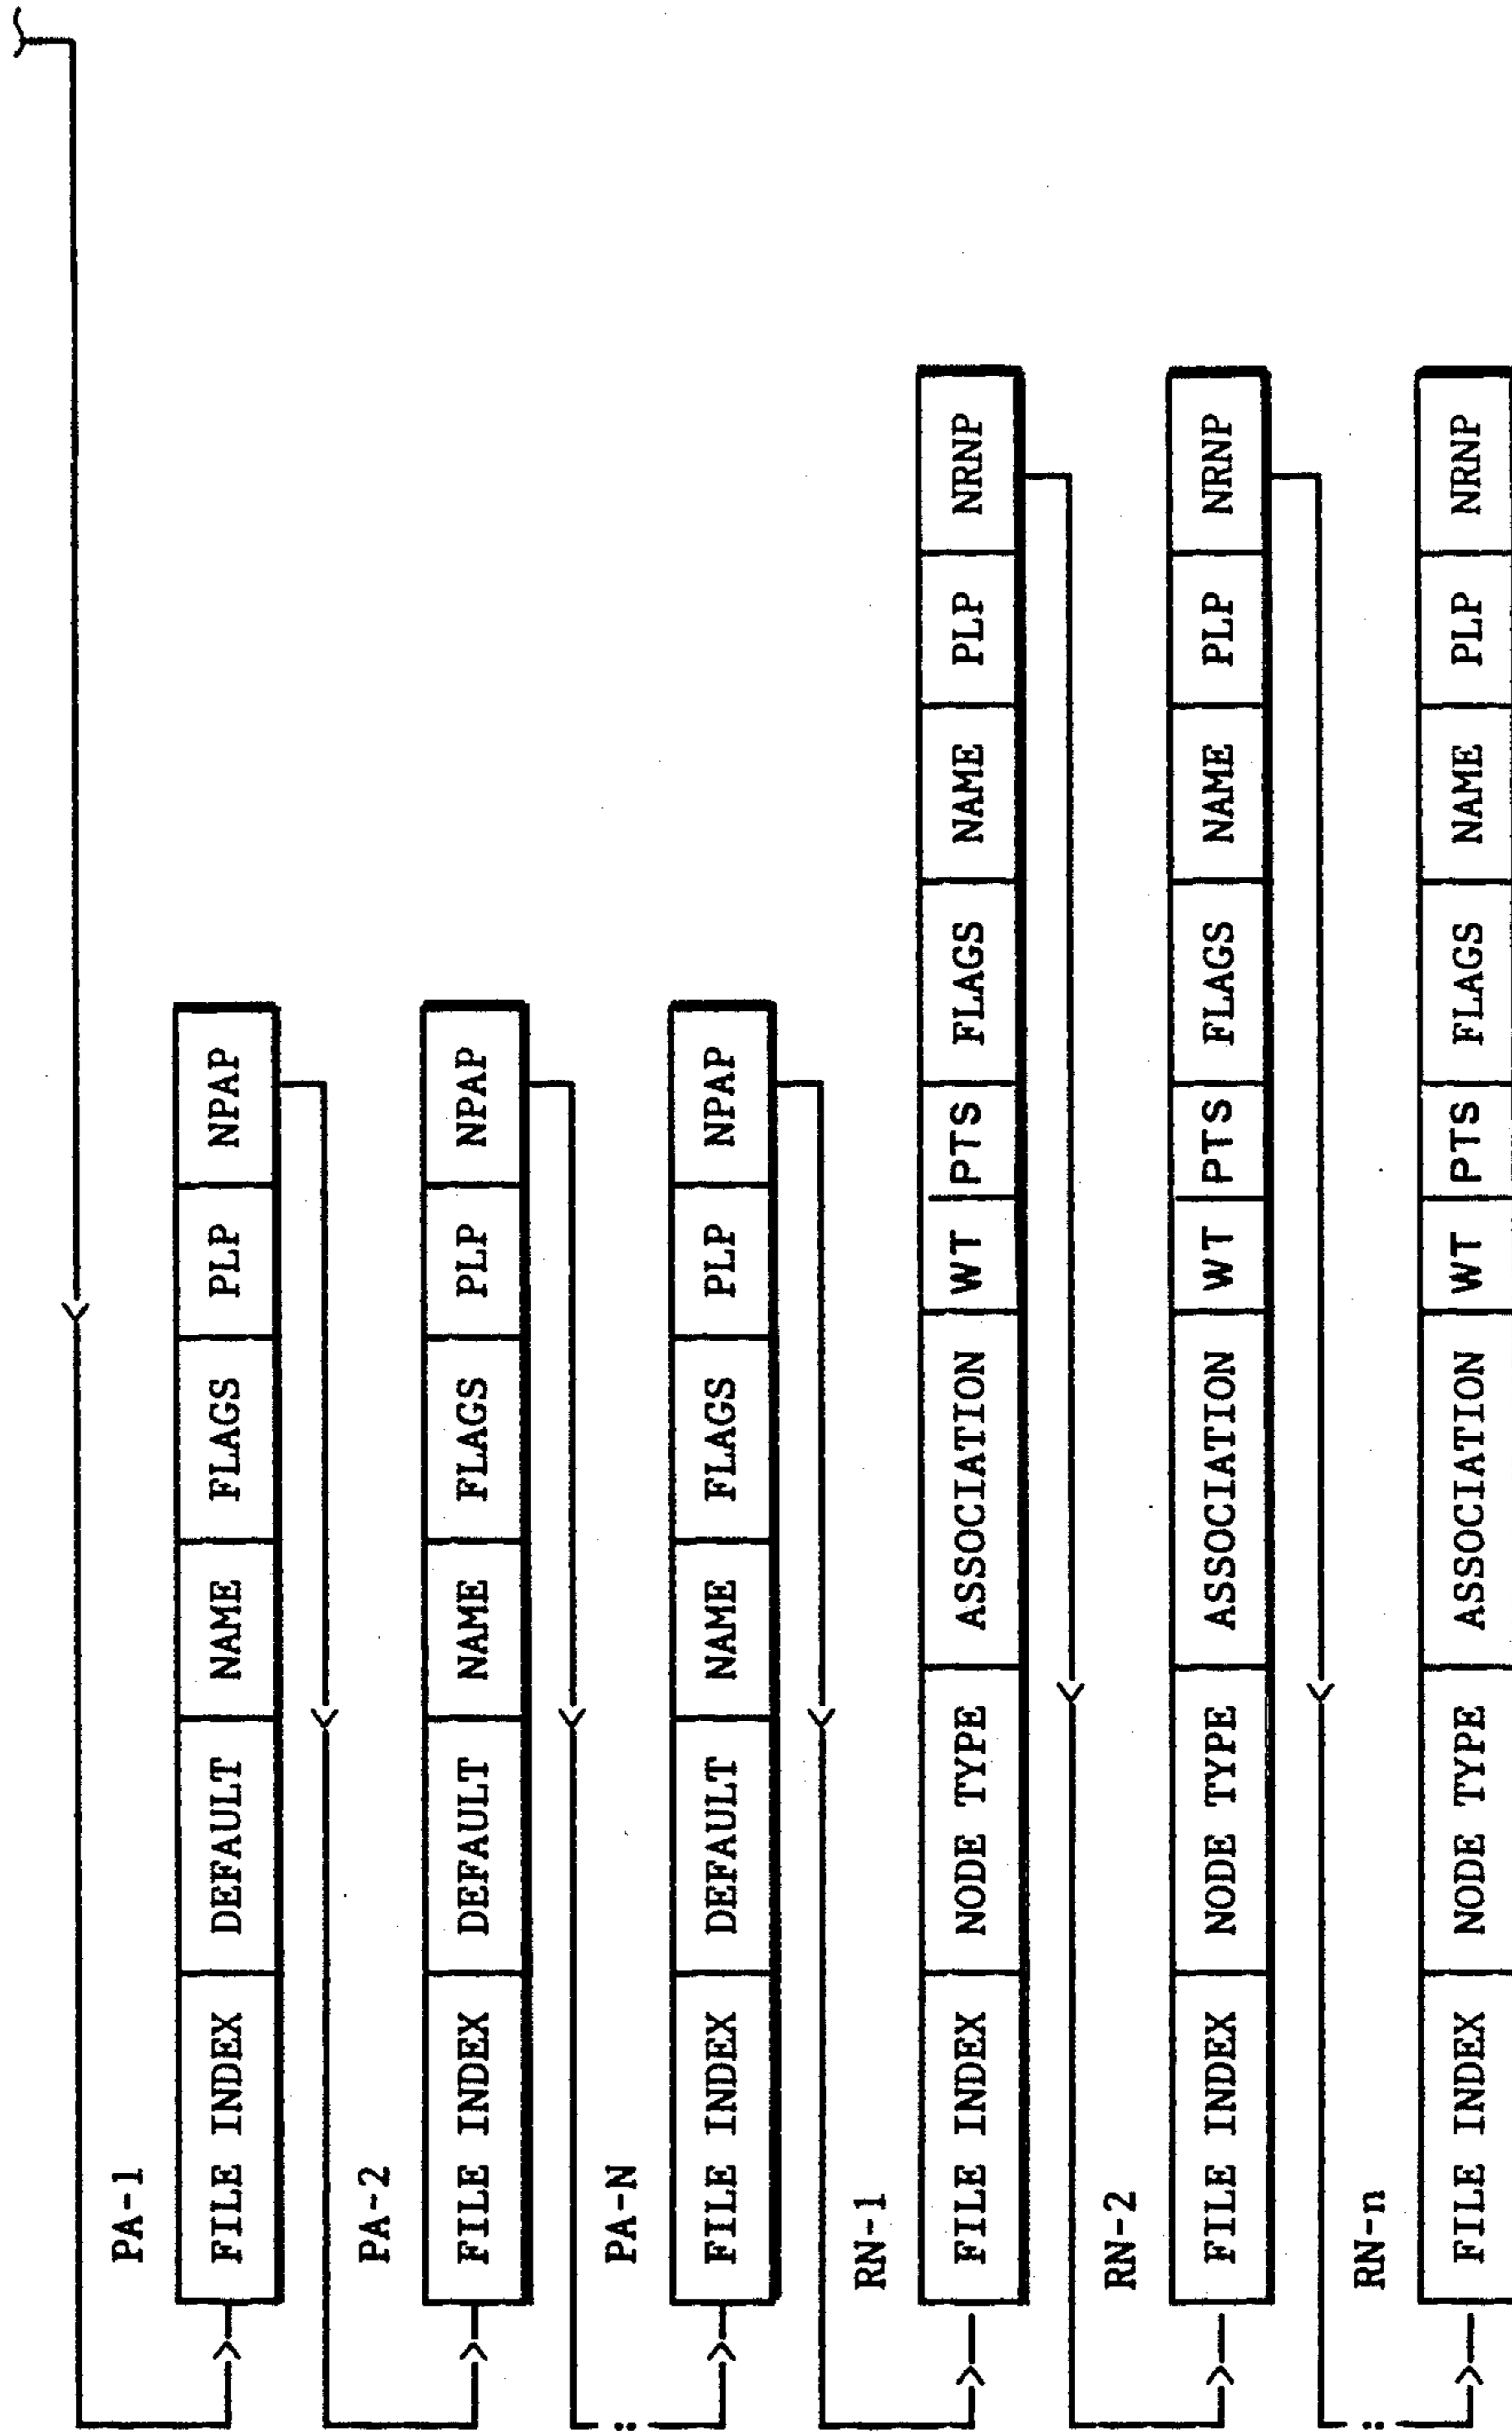 PA-1
FILE INDEX DEFAULT NAME FLAGS PLP NPAP
PA-2
FILE INDEX DEFAULT NAME FLAGS PLP NPAP
PA-N
FILE INDEX DEFAULT NAME FLAGS PLP NPAP
RN-1
FILE INDEX NODE TYPE ASSOCIATION WT PTS FLAGS NAME PLP NRNP
RN-2
FILE INDEX NODE TYPE ASSOCIATION WT PTS FLAGS NAME PLP NRNP
RN-n
FILE INDEX NODE TYPE ASSOCIATION WT PTS FLAGS NAME PLP NRNP